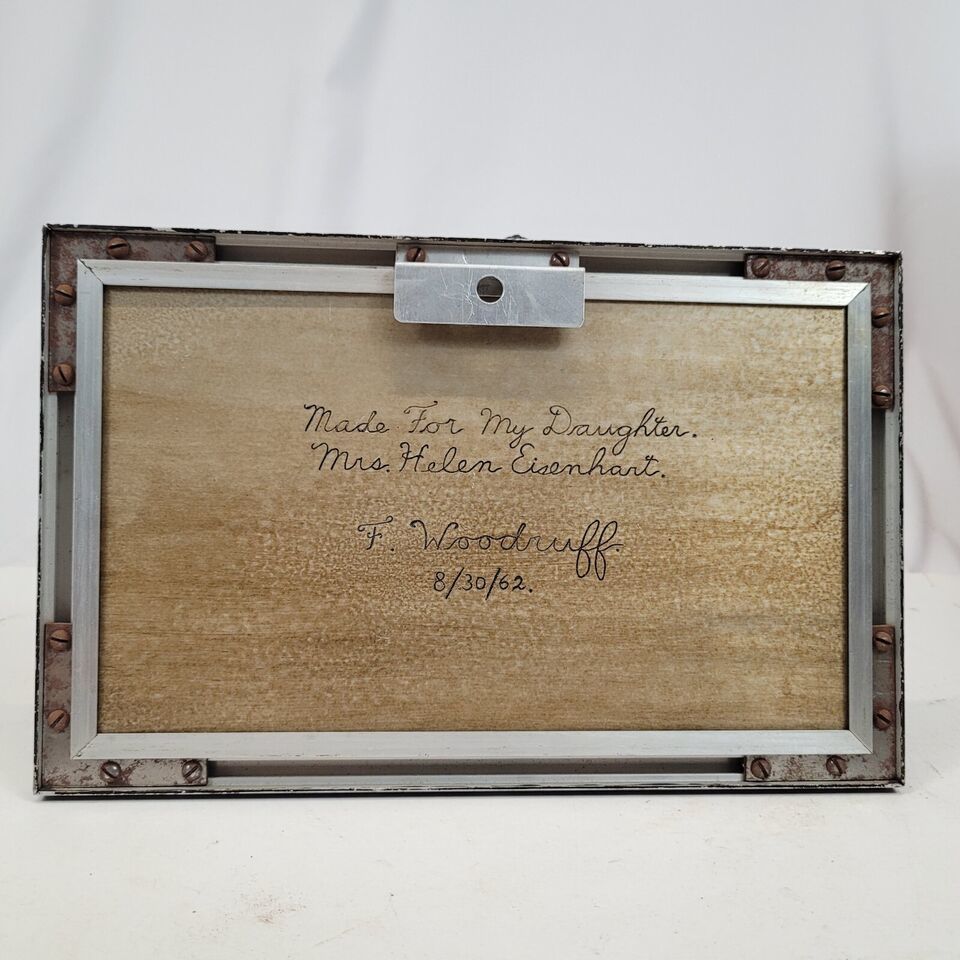 Made For My Daughter.
Mrs. Helen Eisenhart.
F. Woodruff.
8/30/62.